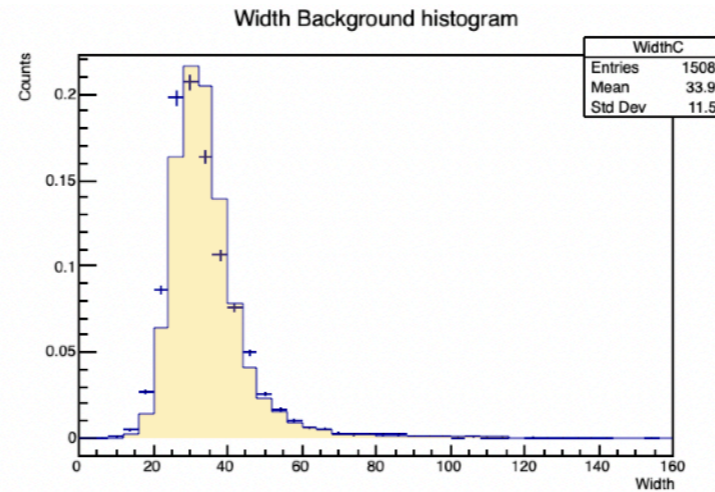 Width Background histogram
WidthC
Entries 1508
Mean 33.9
Std Dev 11.5
Counts
0.2
0.15
0.1
0.05
0
0 20 40 60 80 100 120 140 160
Width